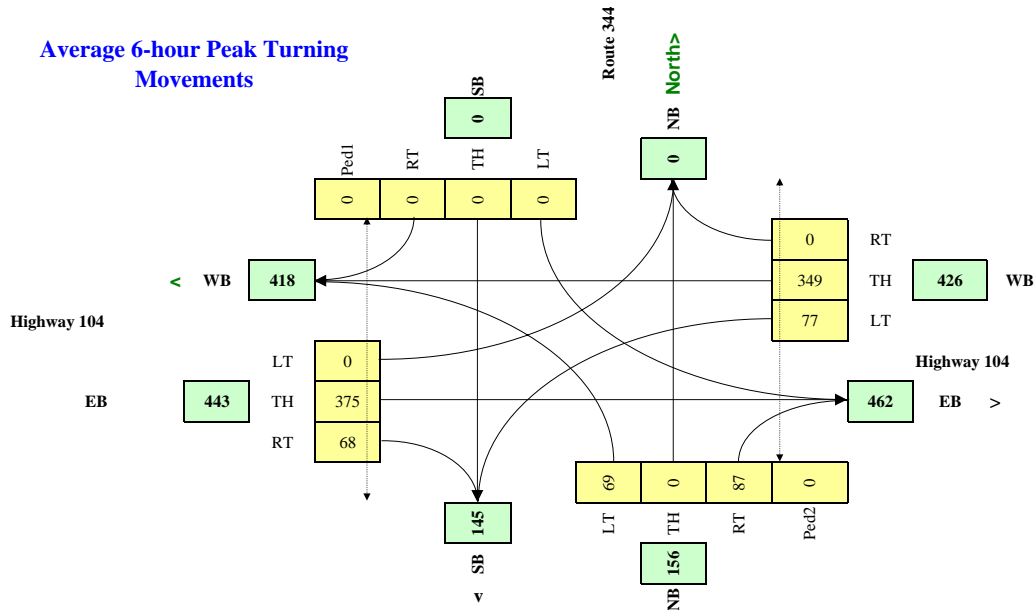 Average 6-hour Peak Turning
Movements
Route 344
North>
SB
NB
0
0
Ped1
RT
TH
LT
0
0
0
0
0
RT
< WB
418
349
TH
426
WB
77
LT
Highway 104
LT
0
Highway 104
EB
443
TH
375
462
EB >
RT
68
69
0
87
0
LT
TH
RT
Ped2
145
SB
v
156
NB